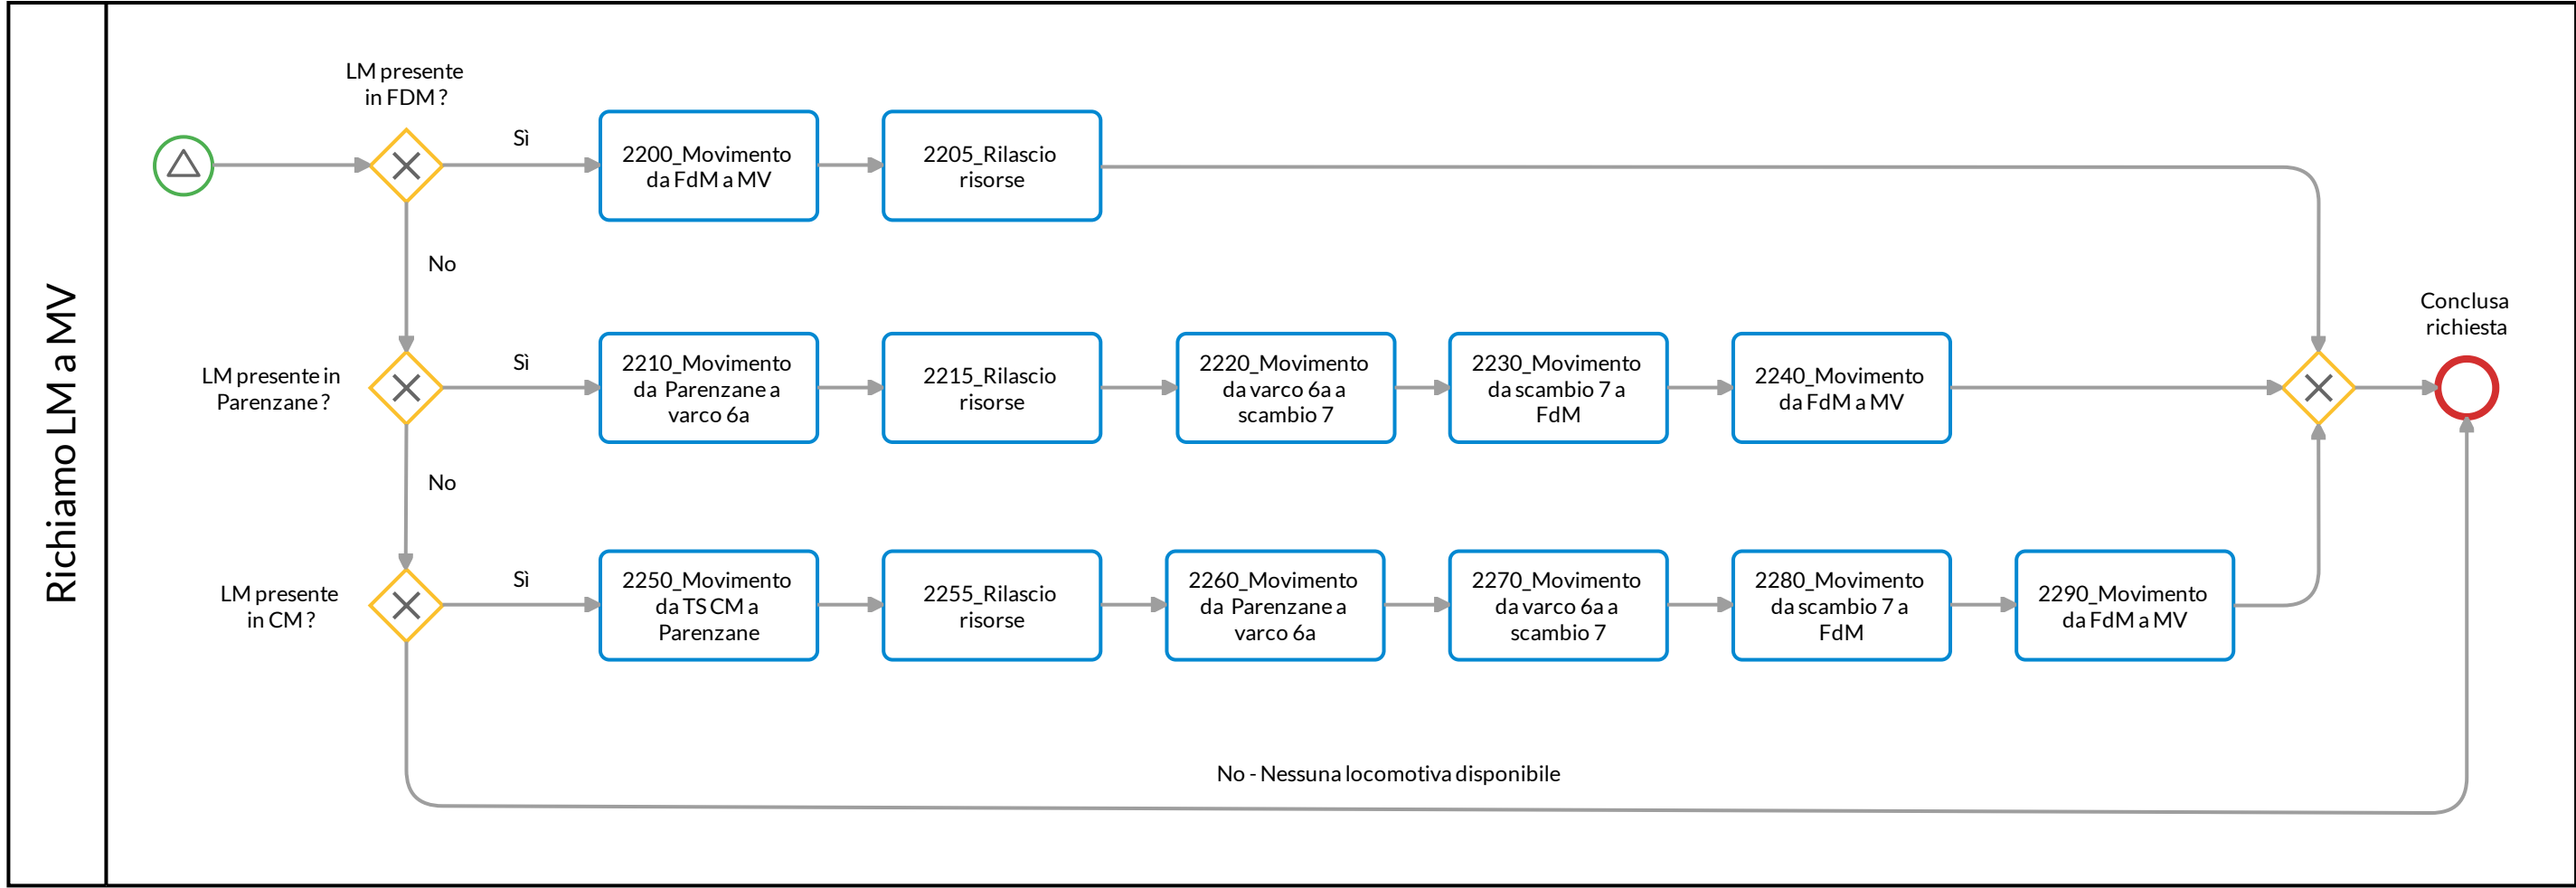 Richiamo LM a MV
LM presente
in FDM ?
Sì
2200_Movimento
da FdM a MV
2205_Rilascio
risorse
No
LM presente in
Parenzane ?
Sì
2210_Movimento
da Parenzane a
varco 6a
2215_Rilascio
risorse
2220_Movimento
da varco 6a a
scambio 7
2230_Movimento
da scambio 7 a
FdM
2240_Movimento
da FdM a MV
Conclusa
richiesta
No
LM presente
in CM ?
Sì
2250_Movimento
da TS CM a
Parenzane
2255_Rilascio
risorse
2260_Movimento
da Parenzane a
varco 6a
2270_Movimento
da varco 6a a
scambio 7
2280_Movimento
da scambio 7 a
FdM
2290_Movimento
da FdM a MV
No - Nessuna locomotiva disponibile